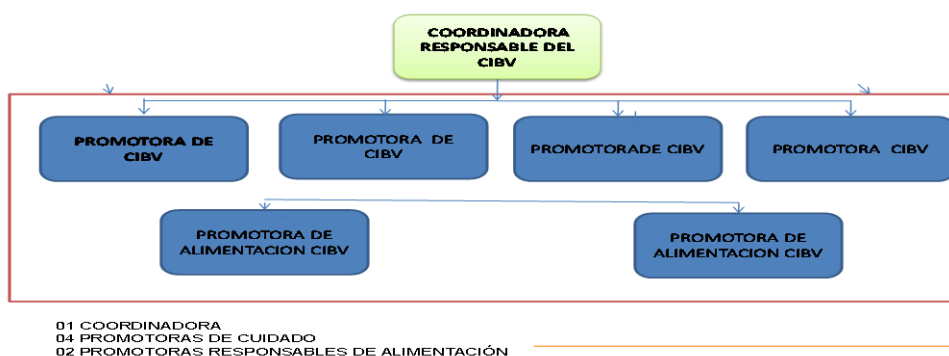 COORDINADORA
RESPONSABLE DEL
CIBV
PROMOTORA DE
CIBV
PROMOTORA DE
CIBV
PROMOTORADE CIBV
PROMOTORA CIBV
PROMOTORA DE
ALIMENTACION CIBV
PROMOTORA DE
ALIMENTACION CIBV
01 COORDINADORA
04 PROMOTORAS DE CUIDADO
02 PROMOTORAS RESPONSABLES DE ALIMENTACIÓN